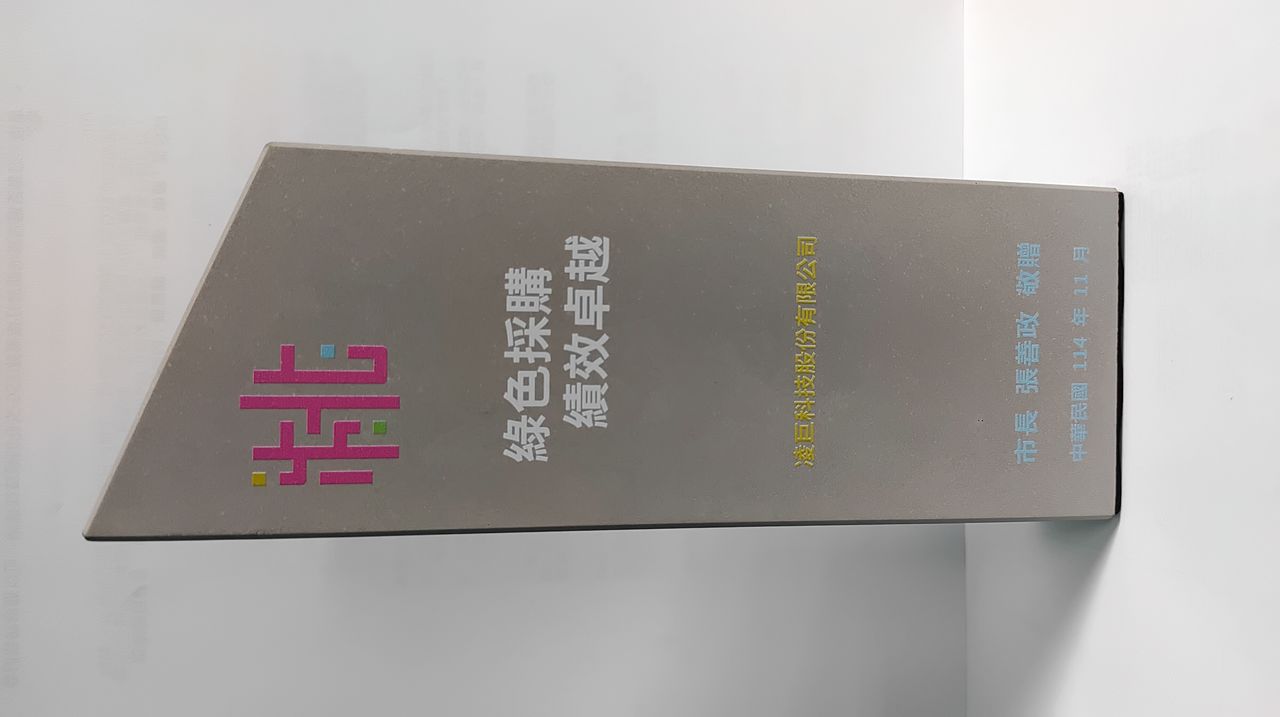 綠色採購
績效卓越
凌巨科技股份有限公司
市長 張善政 敬贈
中華民國 114 年 11 月